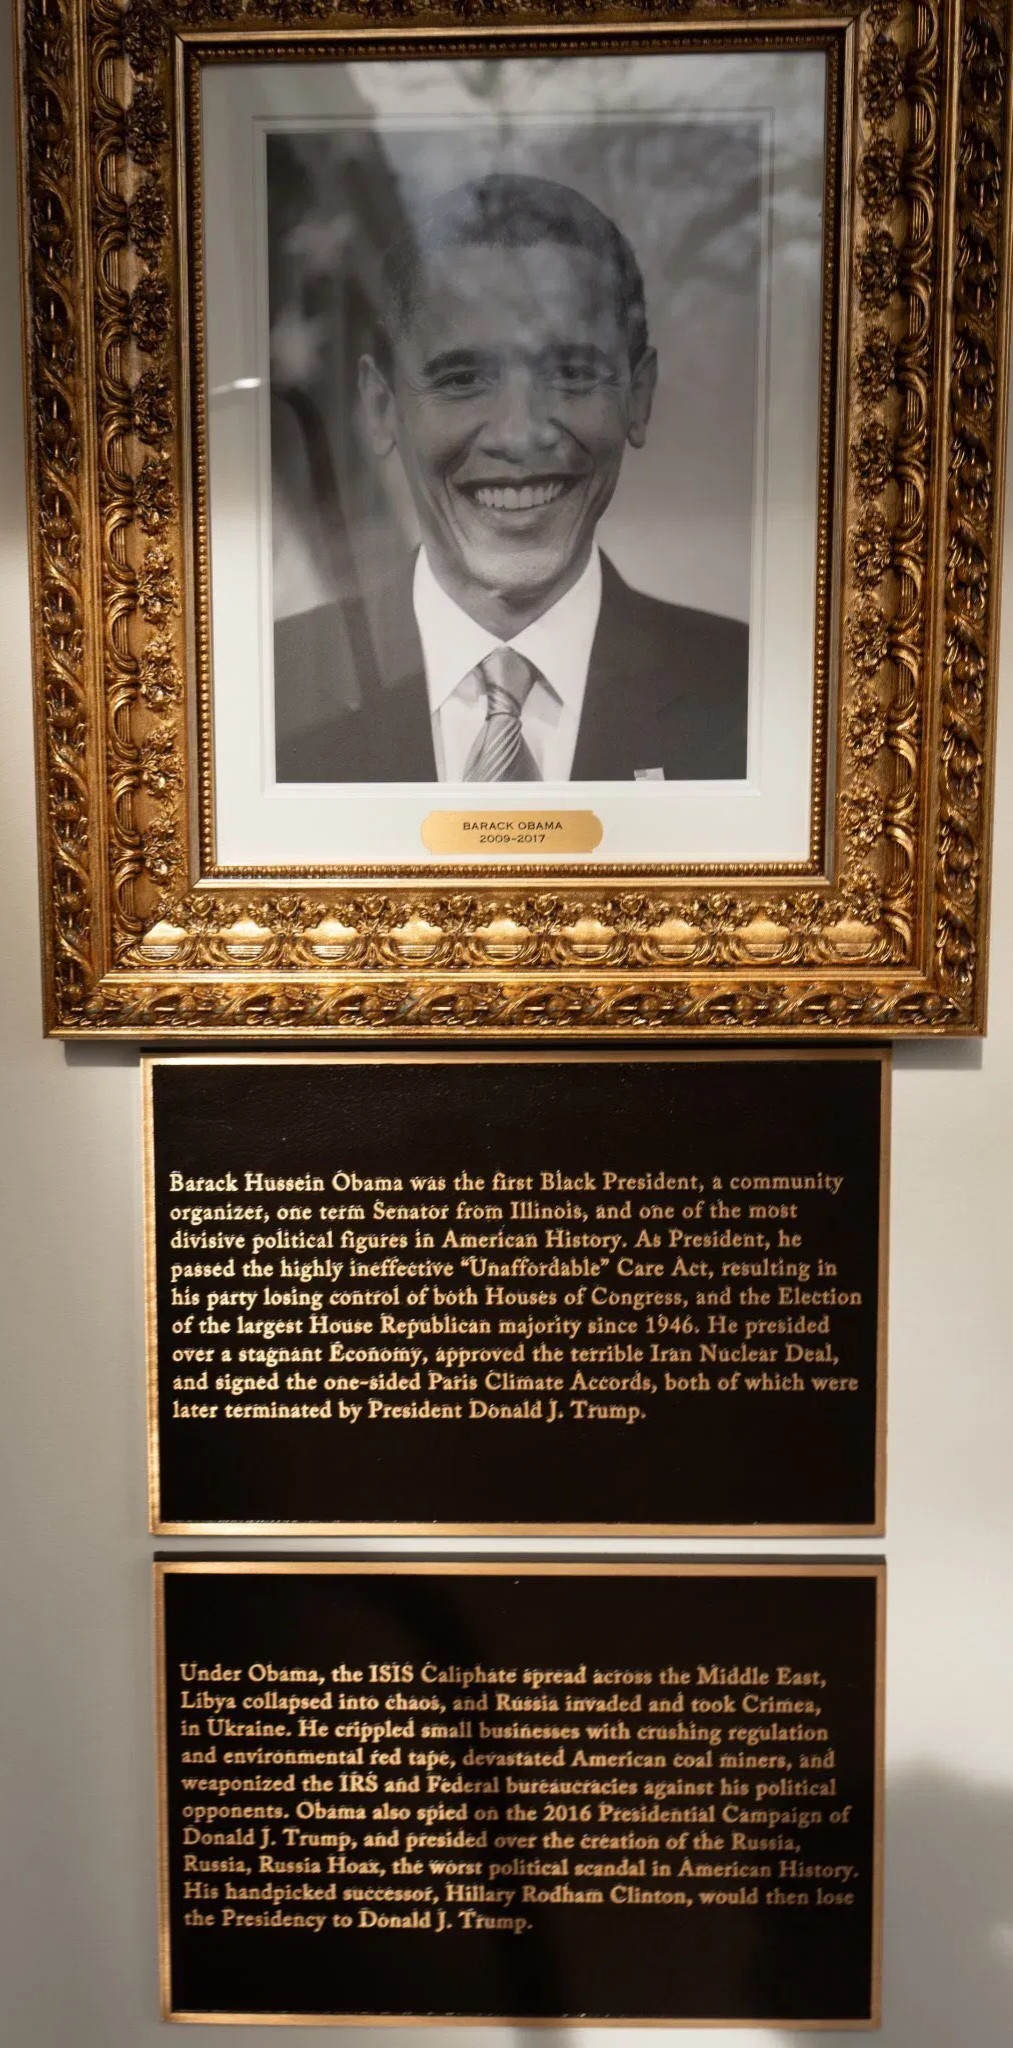 BARACK OBAMA
2009-2017
Barack Hussein Obama was the first Black President, a community
organizer, one term Senator from Illinois, and one of the most
divisive political figures in American History. As President, he
passed the highly ineffective “Unaffordable” Care Act, resulting in
his party losing control of both Houses of Congress, and the Election
of the largest House Republican majority since 1946. He presided
over a stagnant Economy, approved the terrible Iran Nuclear Deal,
and signed the one-sided Paris Climate Accords, both of which were
later terminated by President Donald J. Trump.
Under Obama, the ISIS Caliphate spread across the Middle East,
Libya collapsed into chaos, and Russia invaded and took Crimea,
in Ukraine. He crippled small businesses with crushing regulation
and environmental red tape, devastated American coal miners, and
weaponized the IRS and Federal bureaucracies against his political
opponents. Obama also spied on the 2016 Presidential Campaign of
Donald J. Trump, and presided over the creation of the Russia,
Russia, Russia Hoax, the worst political scandal in American History.
His handpicked successor, Hillary Rodham Clinton, would then lose
the Presidency to Donald J. Trump.